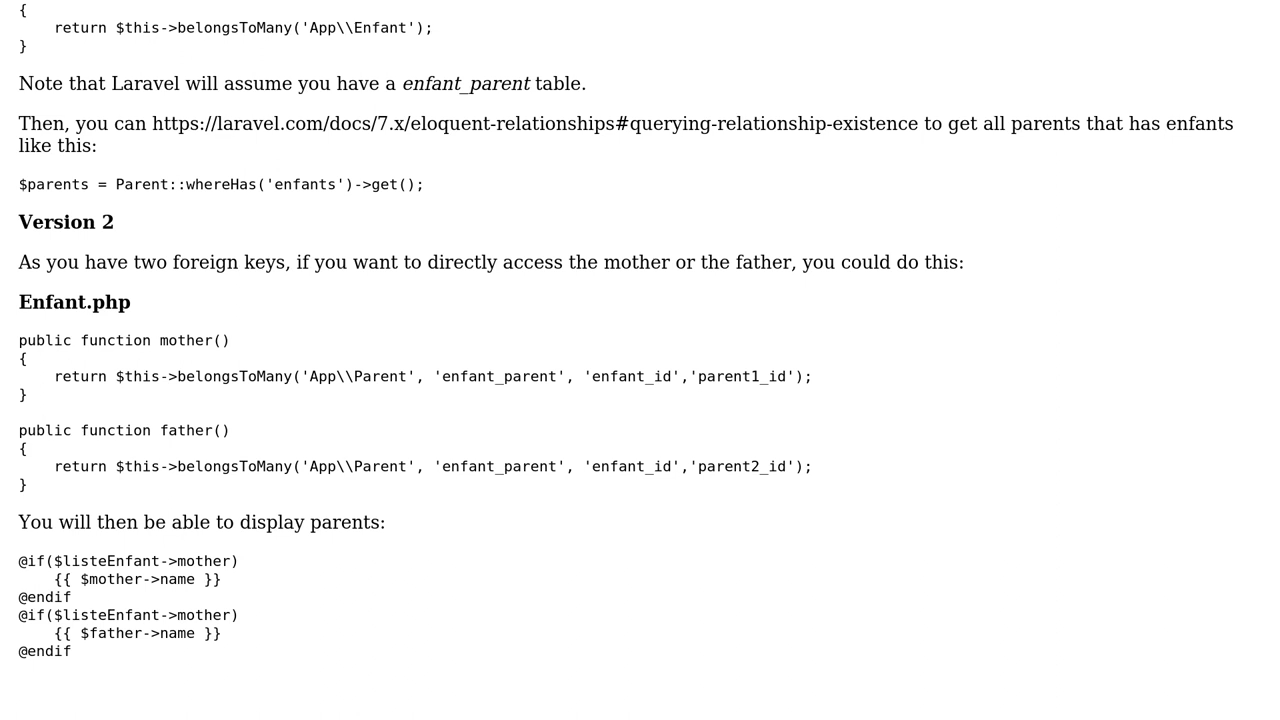 {
    return $this->belongsToMany('App\\Enfant');
}
Note that Laravel will assume you have a enfant_parent table.
Then, you can https://laravel.com/docs/7.x/eloquent-relationships#querying-relationship-existence to get all parents that has enfants
like this:
$parents = Parent::whereHas('enfants')->get();
Version 2
As you have two foreign keys, if you want to directly access the mother or the father, you could do this:
Enfant.php
public function mother()
{
    return $this->belongsToMany('App\\Parent', 'enfant_parent', 'enfant_id','parent1_id');
}
public function father()
{
    return $this->belongsToMany('App\\Parent', 'enfant_parent', 'enfant_id','parent2_id');
}
You will then be able to display parents:
@if($listeEnfant->mother)
    {{ $mother->name }}
@endif
@if($listeEnfant->mother)
    {{ $father->name }}
@endif